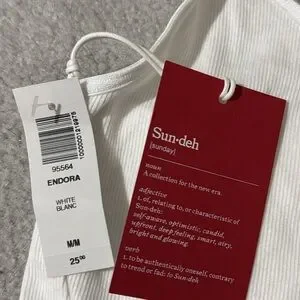 10000001219975
95564
ENDORA
WHITE
BLANC
M/M
25⁰⁰
Sun·deh
[sunday]
noun
A collection for the new era.
adjective
1. of, relating to, or characteristic of
Sun-deh:
self-aware, optimistic, candid,
upfront, deep feeling, smart, airy,
bright and glowing.
verb
1. to be authentically oneself, contrary
to trend or fad: to Sun-deh